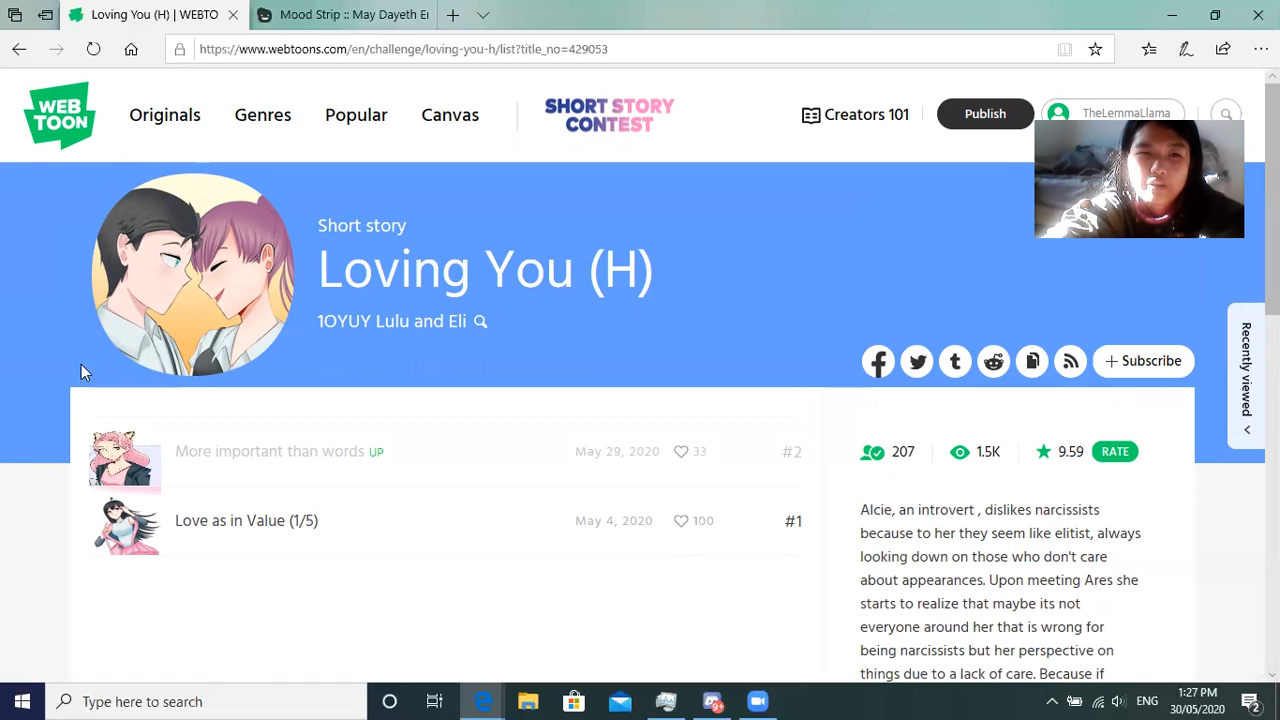 Loving You (H) | WEBTO
Mood Strip :: May Dayeth Er
https://www.webtoons.com/en/challenge/loving-you-h/list?title_no=429053
WEB
TOON
Originals
Genres
Popular
Canvas
SHORT STORY
CONTEST
Creators 101
Publish
TheLemmaLlama
Short story
Loving You (H)
1OYUY Lulu and Eli
Subscribe
Recently viewed
More important than words UP
May 29, 2020
33
#2
Love as in Value (1/5)
May 4, 2020
100
#1
207
1.5K
9.59
RATE
Alcie, an introvert , dislikes narcissists
because to her they seem like elitist, always
looking down on those who don't care
about appearances. Upon meeting Ares she
starts to realize that maybe its not
everyone around her that is wrong for
being narcissists but her perspective on
things due to a lack of care. Because if
Type here to search
9+
ENG
1:27 PM
30/05/2020
2